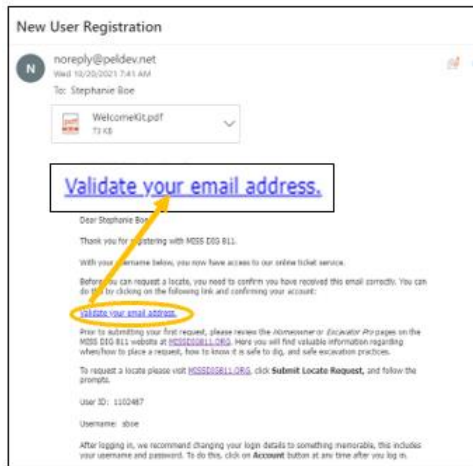 New User Registration
N
noreply@peldev.net
Wed 10/20/2021 7:41 AM
To: Stephanie Boe
WelcomeKit.pdf
73 KB
Validate your email address.
Dear Stephanie Boe
Thank you for registering with MISS DIG 811.
With your username below, you now have access to our online ticket service.
Before you can request a locate, you need to confirm you have received this email correctly. You can
do this by clicking on the following link and confirming your account:
Validate your email address.
Prior to submitting your first request, please review the Homeowner or Excavator Pro pages on the
MISS DIG 811 website at MISSDIG811.ORG. Here you will find valuable information regarding
when/how to place a request, how to know it is safe to dig, and safe excavation practices.
To request a locate please visit MISSDIG811.ORG, click Submit Locate Request, and follow the
prompts.
User ID: 1102467
Username: sboe
After logging in, we recommend changing your login details to something memorable, this includes
your username and password. To do this, click on Account button at any time after you log in.